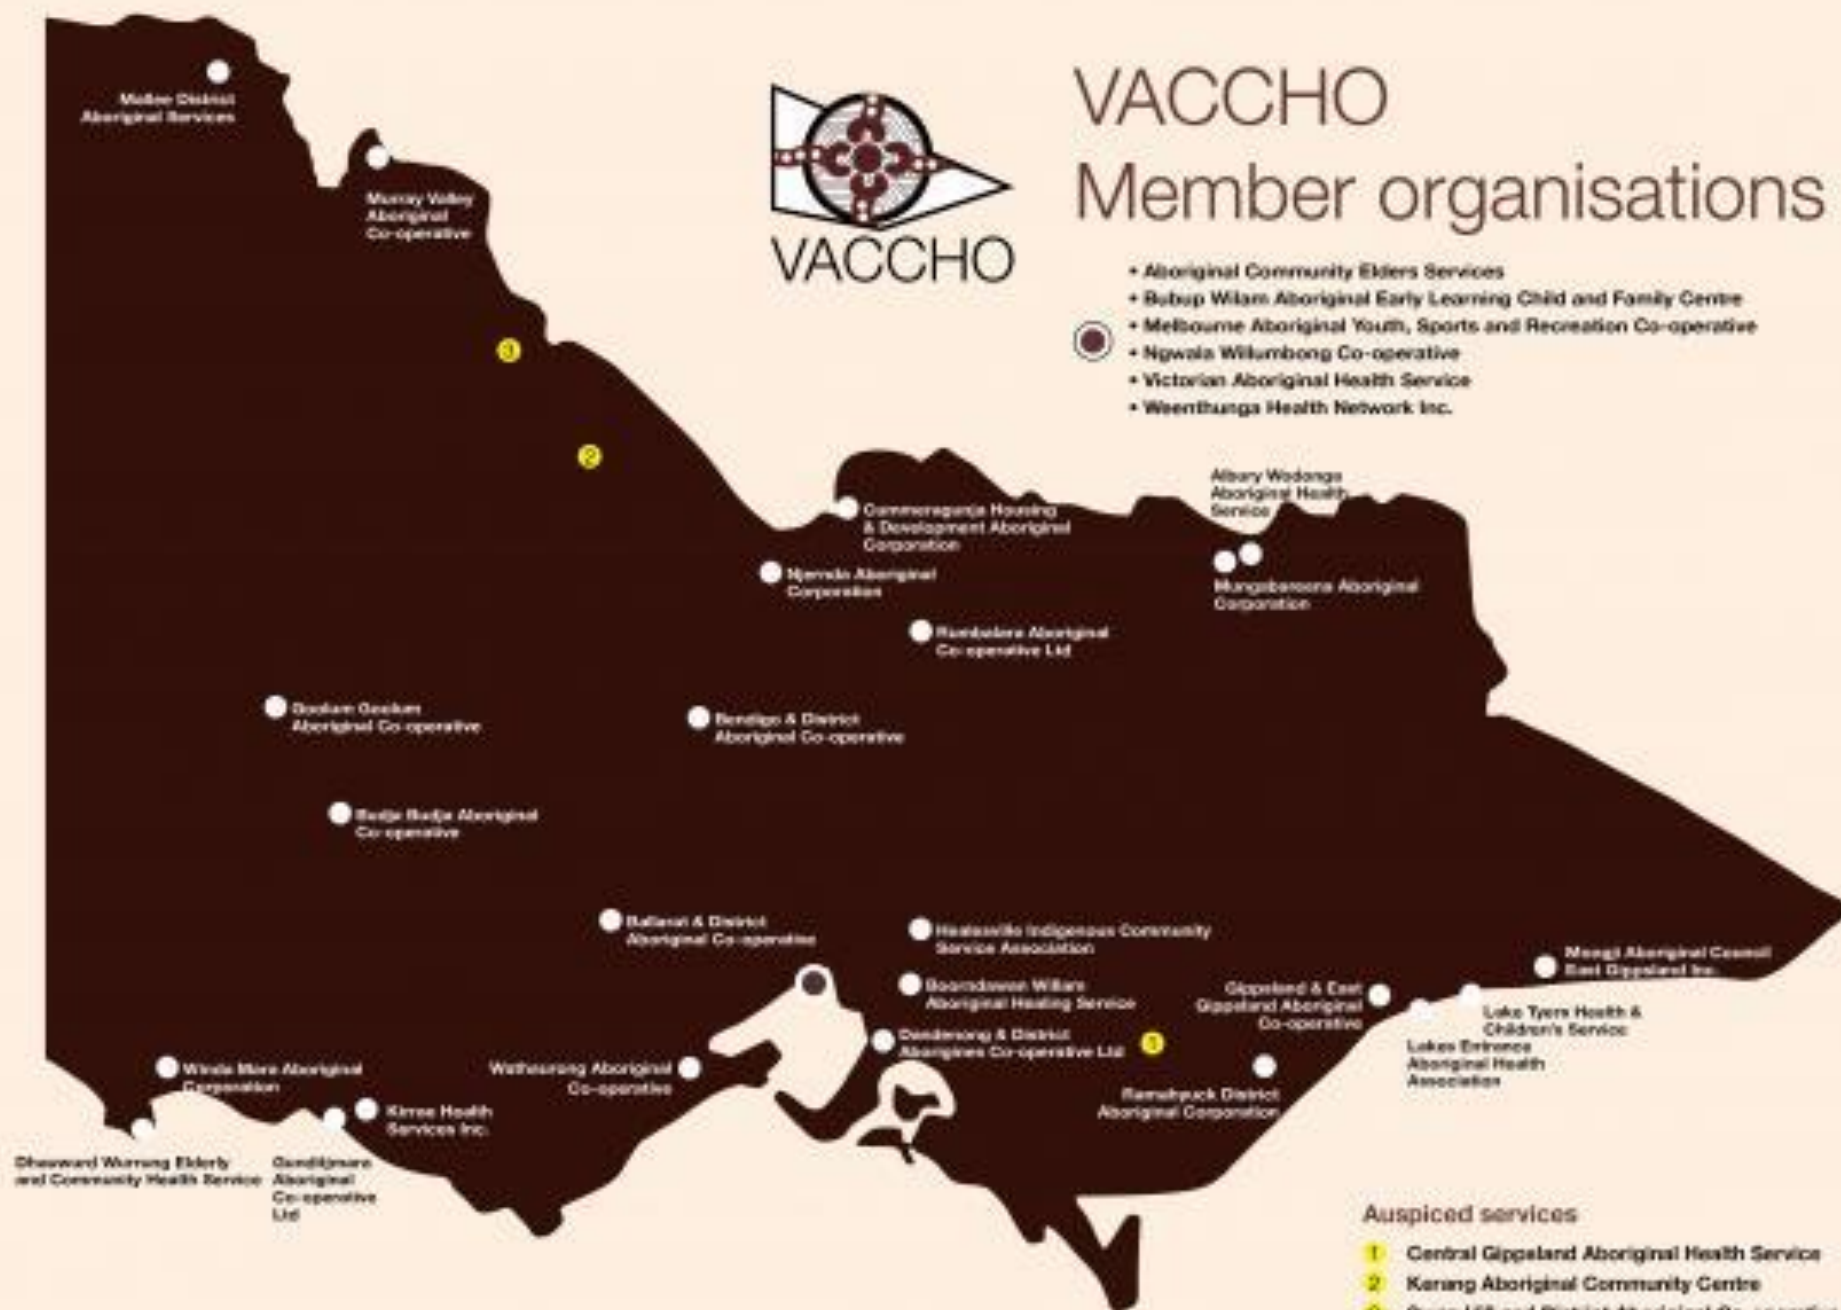 VACCHO
Member organisations
VACCHO
• Aboriginal Community Elders Services
• Bubup Wilam Aboriginal Early Learning Child and Family Centre
• Melbourne Aboriginal Youth, Sports and Recreation Co-operative
• Ngwala Willumbong Co-operative
• Victorian Aboriginal Health Service
• Weenthunga Health Network Inc.
Mallee District
Aboriginal Services
Murray Valley
Aboriginal
Co-operative
3
2
Albury Wodonga
Aboriginal Health
Service
Cummeragunja Housing
& Development Aboriginal
Corporation
Njernda Aboriginal
Corporation
Mungabareena Aboriginal
Corporation
Rumbalara Aboriginal
Co-operative Ltd
Goolum Goolum
Aboriginal Co-operative
Bendigo & District
Aboriginal Co-operative
Budja Budja Aboriginal
Co-operative
Ballarat & District
Aboriginal Co-operative
Healesville Indigenous Community
Service Association
Boorndawan Willam
Aboriginal Healing Service
Gippsland & East
Gippsland Aboriginal
Co-operative
Moogji Aboriginal Council
East Gippsland Inc.
Lake Tyers Health &
Children's Service
Lakes Entrance
Aboriginal Health
Association
Dandenong & District
Aborigines Co-operative Ltd
1
Ramahyuck District
Aboriginal Corporation
Wathaurong Aboriginal
Co-operative
Winda Mara Aboriginal
Corporation
Kirrae Health
Services Inc.
Dhauward Wurrung Elderly
and Community Health Service
Gunditjmara
Aboriginal
Co-operative
Ltd
Auspiced services
1 Central Gippsland Aboriginal Health Service
2 Kerang Aboriginal Community Centre